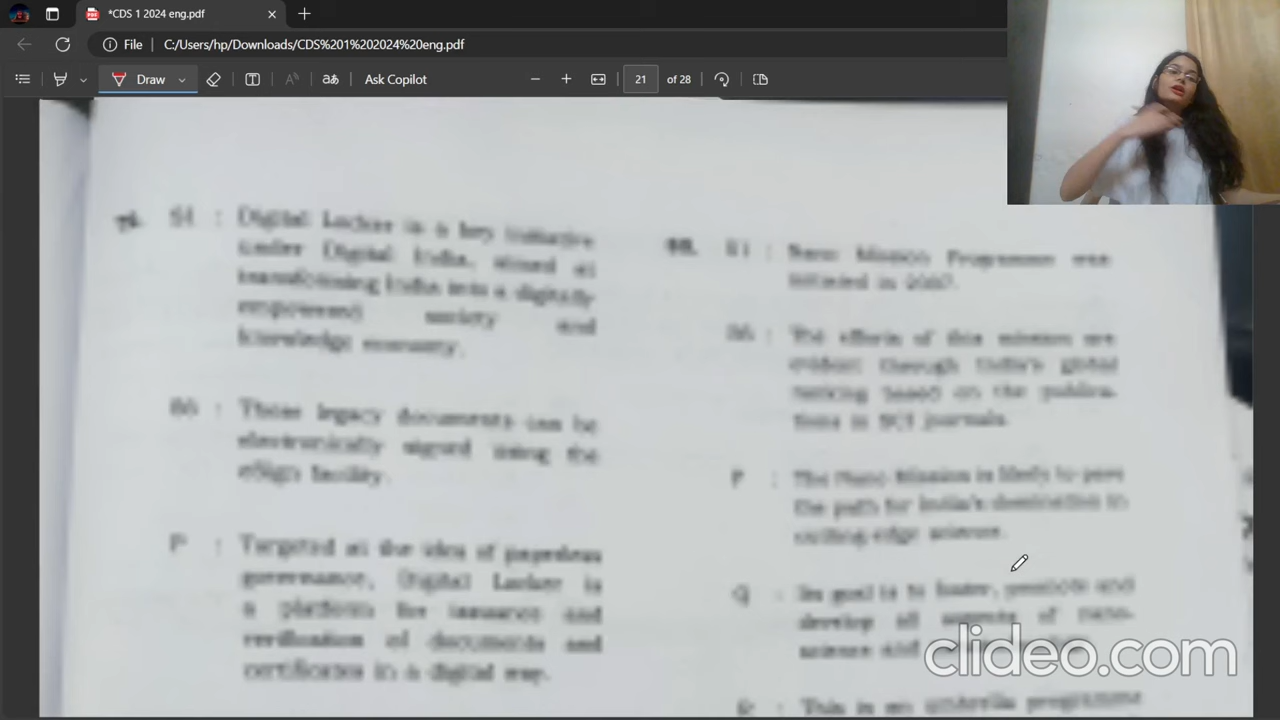 *CDS 1 2024 eng.pdf
File C:/Users/hp/Downloads/CDS%201%202024%20eng.pdf
Draw Ask Copilot 21 of 28
S1 : Digital Locker is a key initiative
under Digital India, aimed at
transforming India into a digitally
empowered society and
knowledge economy.
S6 : These legacy documents can be
electronically signed using the
eSign facility.
P : Targeted at the idea of paperless
governance, Digital Locker is
a platform for issuance and
verification of documents and
certificates in a digital way.
S1 : Nano Mission Programme was
initiated in 2007.
S6 : The efforts of this mission are
evident through India's global
ranking based on the publica-
tions in SCI journals.
P : The Nano Mission is likely to pave
the path for India's domination in
cutting edge science.
Q : Its goal is to foster, promote and
develop all aspects of nano-
science and
R : This is an umbrella programme
clideo.com